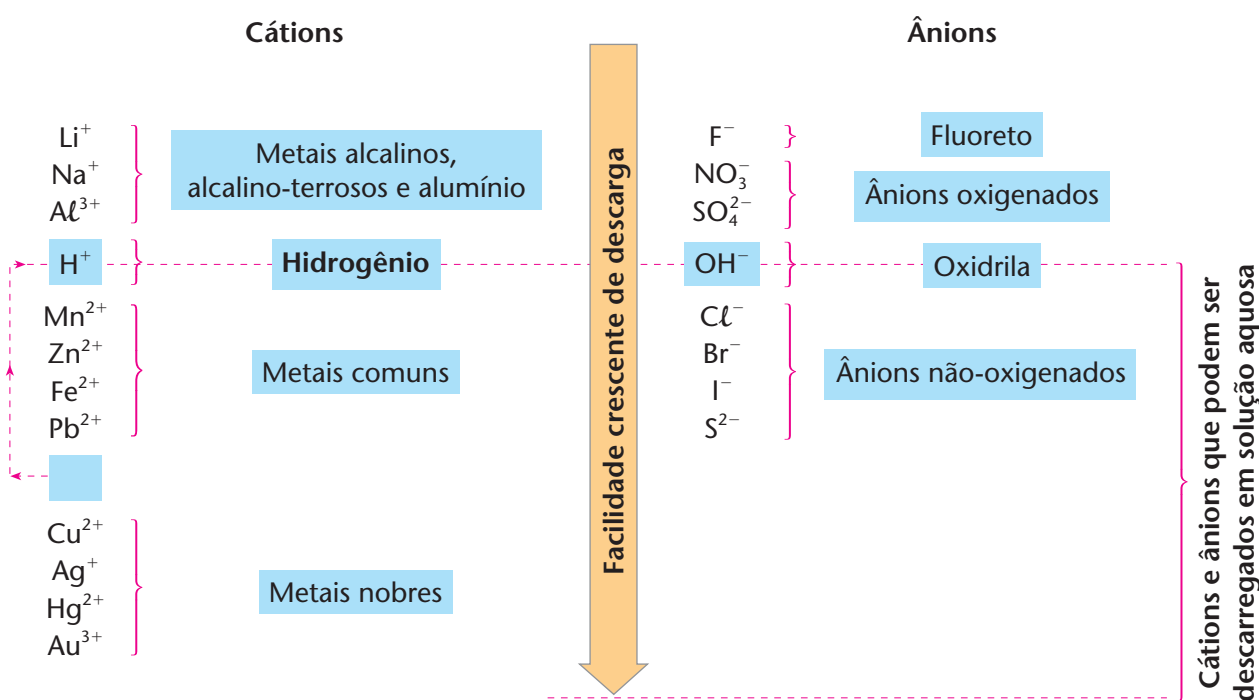 Cátions
Li⁺
Na⁺
Aℓ³⁺
Metais alcalinos,
alcalino-terrosos e alumínio
H⁺
Hidrogênio
Mn²⁺
Zn²⁺
Fe²⁺
Pb²⁺
Metais comuns
Cu²⁺
Ag⁺
Hg²⁺
Au³⁺
Metais nobres
Facilidade crescente de descarga
Ânions
F⁻
Fluoreto
NO₃⁻
SO₄²⁻
Ânions oxigenados
OH⁻
Oxidrila
Cℓ⁻
Br⁻
I⁻
S²⁻
Ânions não-oxigenados
Cátions e ânions que podem ser
descarregados em solução aquosa